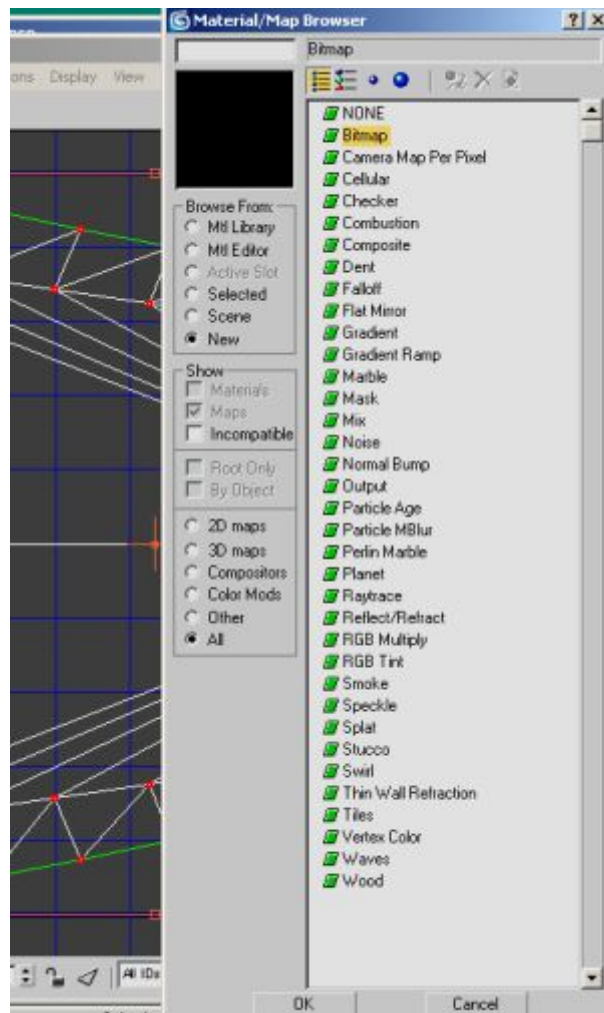 Material/Map Browser
ons Display View
Bitmap
NONE
Bitmap
Camera Map Per Pixel
Cellular
Checker
Combustion
Composite
Dent
Falloff
Flat Mirror
Gradient
Gradient Ramp
Marble
Mask
Mix
Noise
Normal Bump
Output
Particle Age
Particle MBlur
Perlin Marble
Planet
Raytrace
Reflect/Refract
RGB Multiply
RGB Tint
Smoke
Speckle
Splat
Stucco
Swirl
Thin Wall Refraction
Tiles
Vertex Color
Waves
Wood
Browse From:
Mtl Library
Mtl Editor
Active Slot
Selected
Scene
New
Show
Materials
Maps
Incompatible
Root Only
By Object
2D maps
3D maps
Compositors
Color Mods
Other
All
All IDs
OK
Cancel